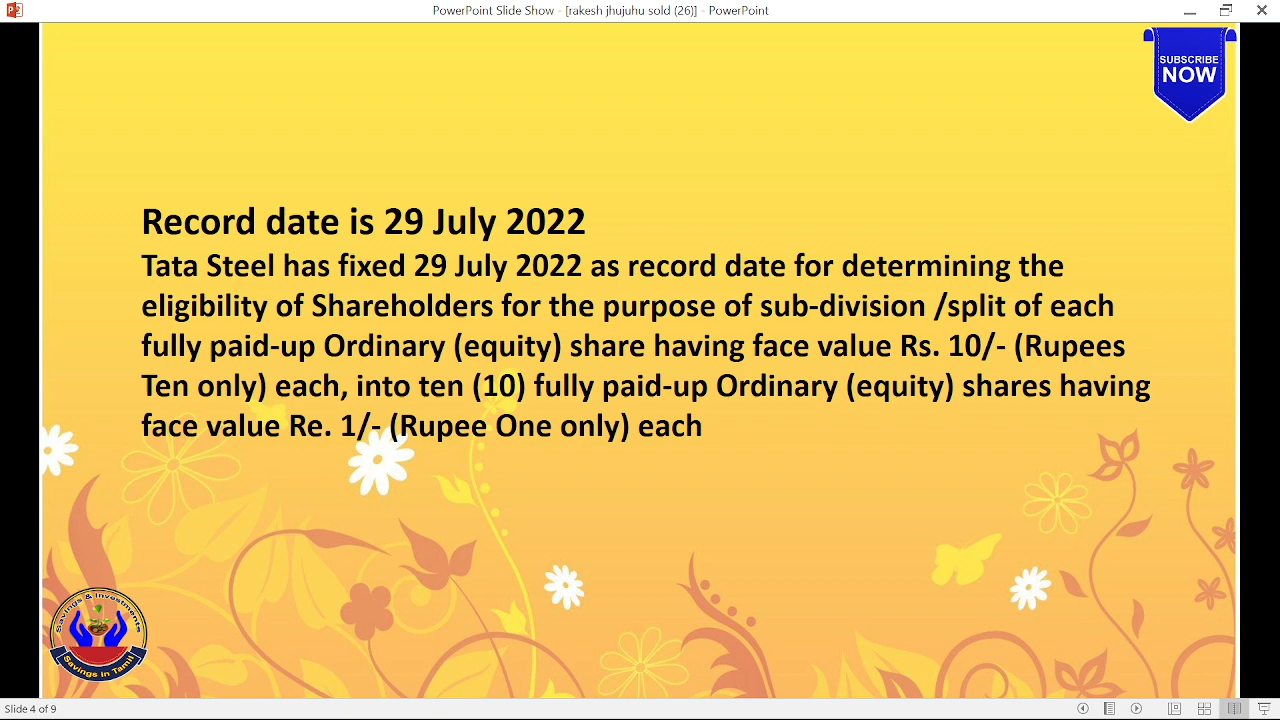 PowerPoint Slide Show - [rakesh jhujuhu sold (26)] - PowerPoint
SUBSCRIBE
NOW
Record date is 29 July 2022
Tata Steel has fixed 29 July 2022 as record date for determining the
eligibility of Shareholders for the purpose of sub-division /split of each
fully paid-up Ordinary (equity) share having face value Rs. 10/- (Rupees
Ten only) each, into ten (10) fully paid-up Ordinary (equity) shares having
face value Re. 1/- (Rupee One only) each
Savings & Investments
Savings in Tamil
Slide 4 of 9